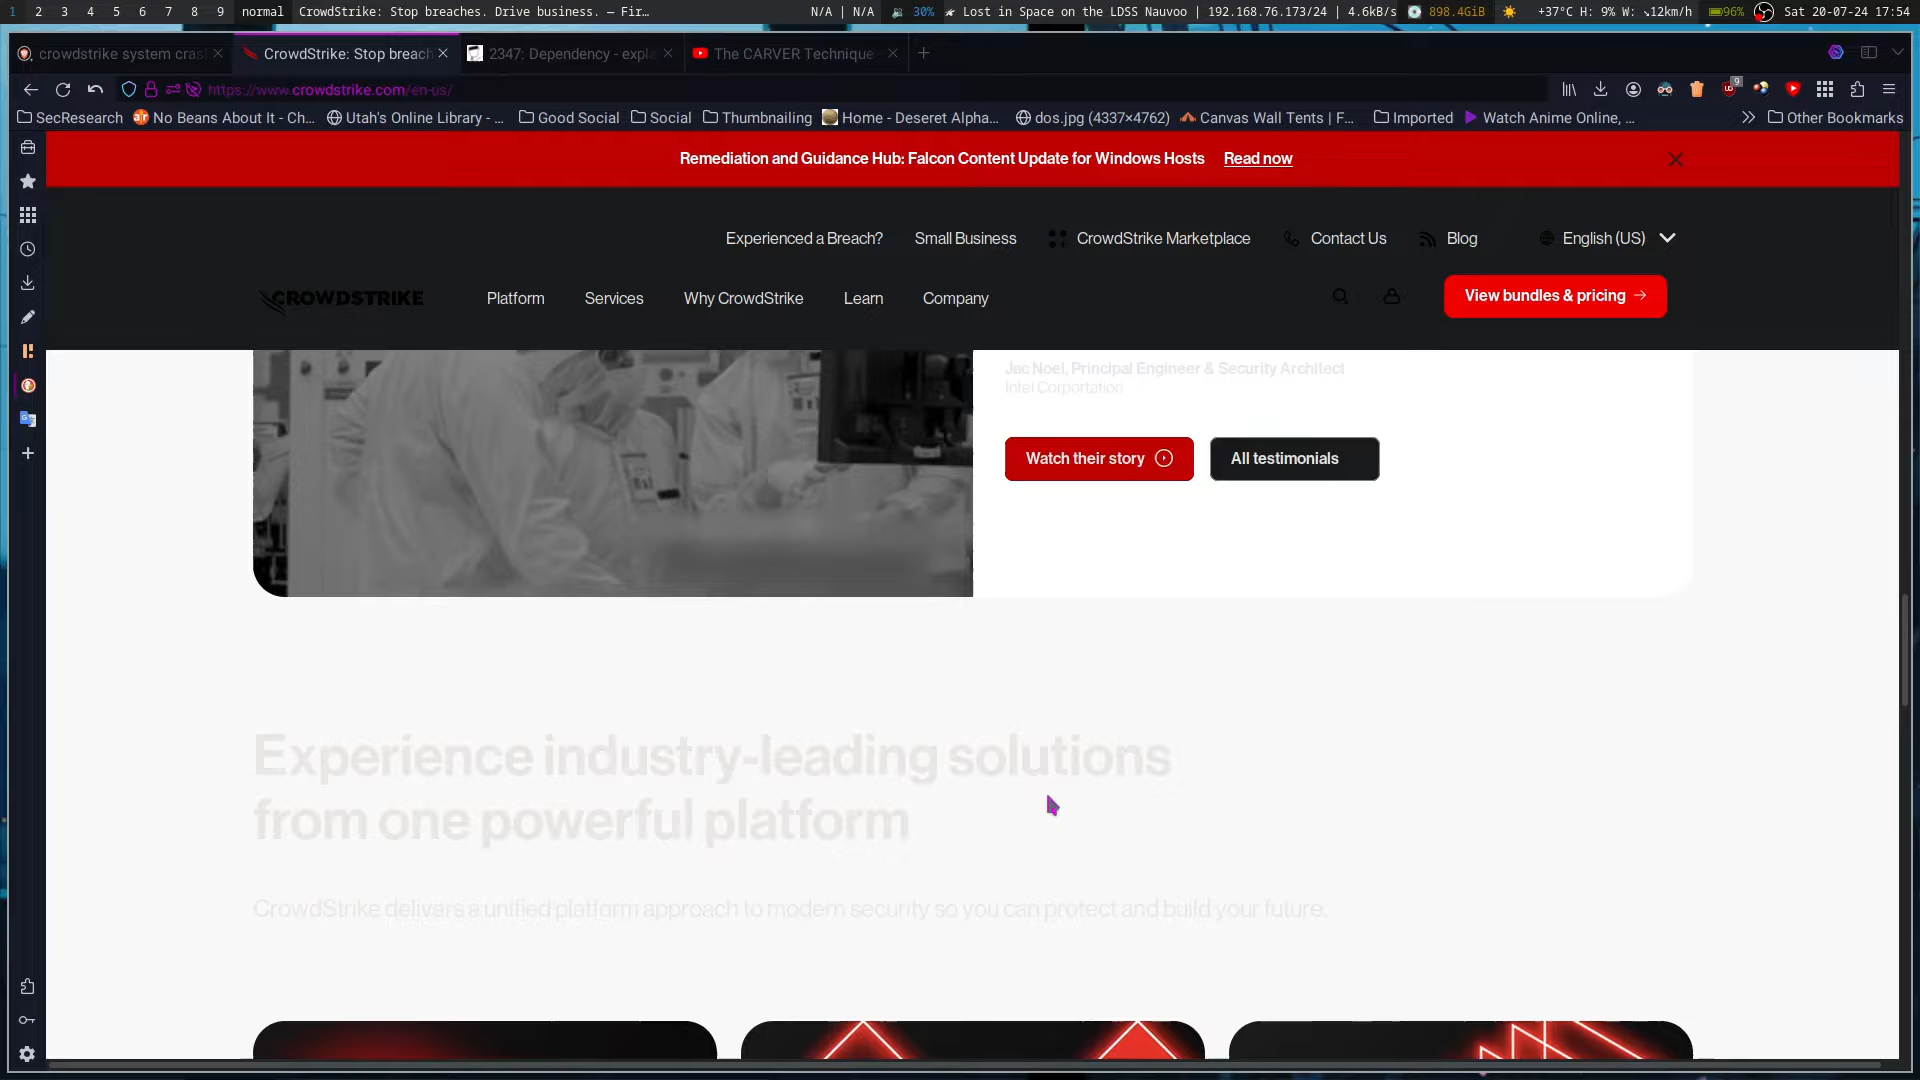 1 2 3 4 5 6 7 8 9 normal CrowdStrike: Stop breaches. Drive business. — Fir… N/A | N/A 30% Lost in Space on the LDSS Nauvoo | 192.168.76.173/24 | 4.6kB/s 898.4GiB +37°C H: 9% W: ↘12km/h 96% Sat 20-07-24 17:54
crowdstrike system cras CrowdStrike: Stop breach 2347: Dependency - expla The CARVER Technique
https://www.crowdstrike.com/en-us/ 9
SecResearch No Beans About It - Ch… Utah's Online Library - … Good Social Social Thumbnailing Home - Deseret Alpha… dos.jpg (4337×4762) Canvas Wall Tents | F… Imported Watch Anime Online, … Other Bookmarks
Remediation and Guidance Hub: Falcon Content Update for Windows Hosts Read now
Experienced a Breach? Small Business CrowdStrike Marketplace Contact Us Blog English (US)
CROWDSTRIKE Platform Services Why CrowdStrike Learn Company View bundles & pricing →
Jac Noel, Principal Engineer & Security Architect
Intel Corportation
Watch their story All testimonials
Experience industry-leading solutions
from one powerful platform
CrowdStrike delivers a unified platform approach to modern security so you can protect and build your future.